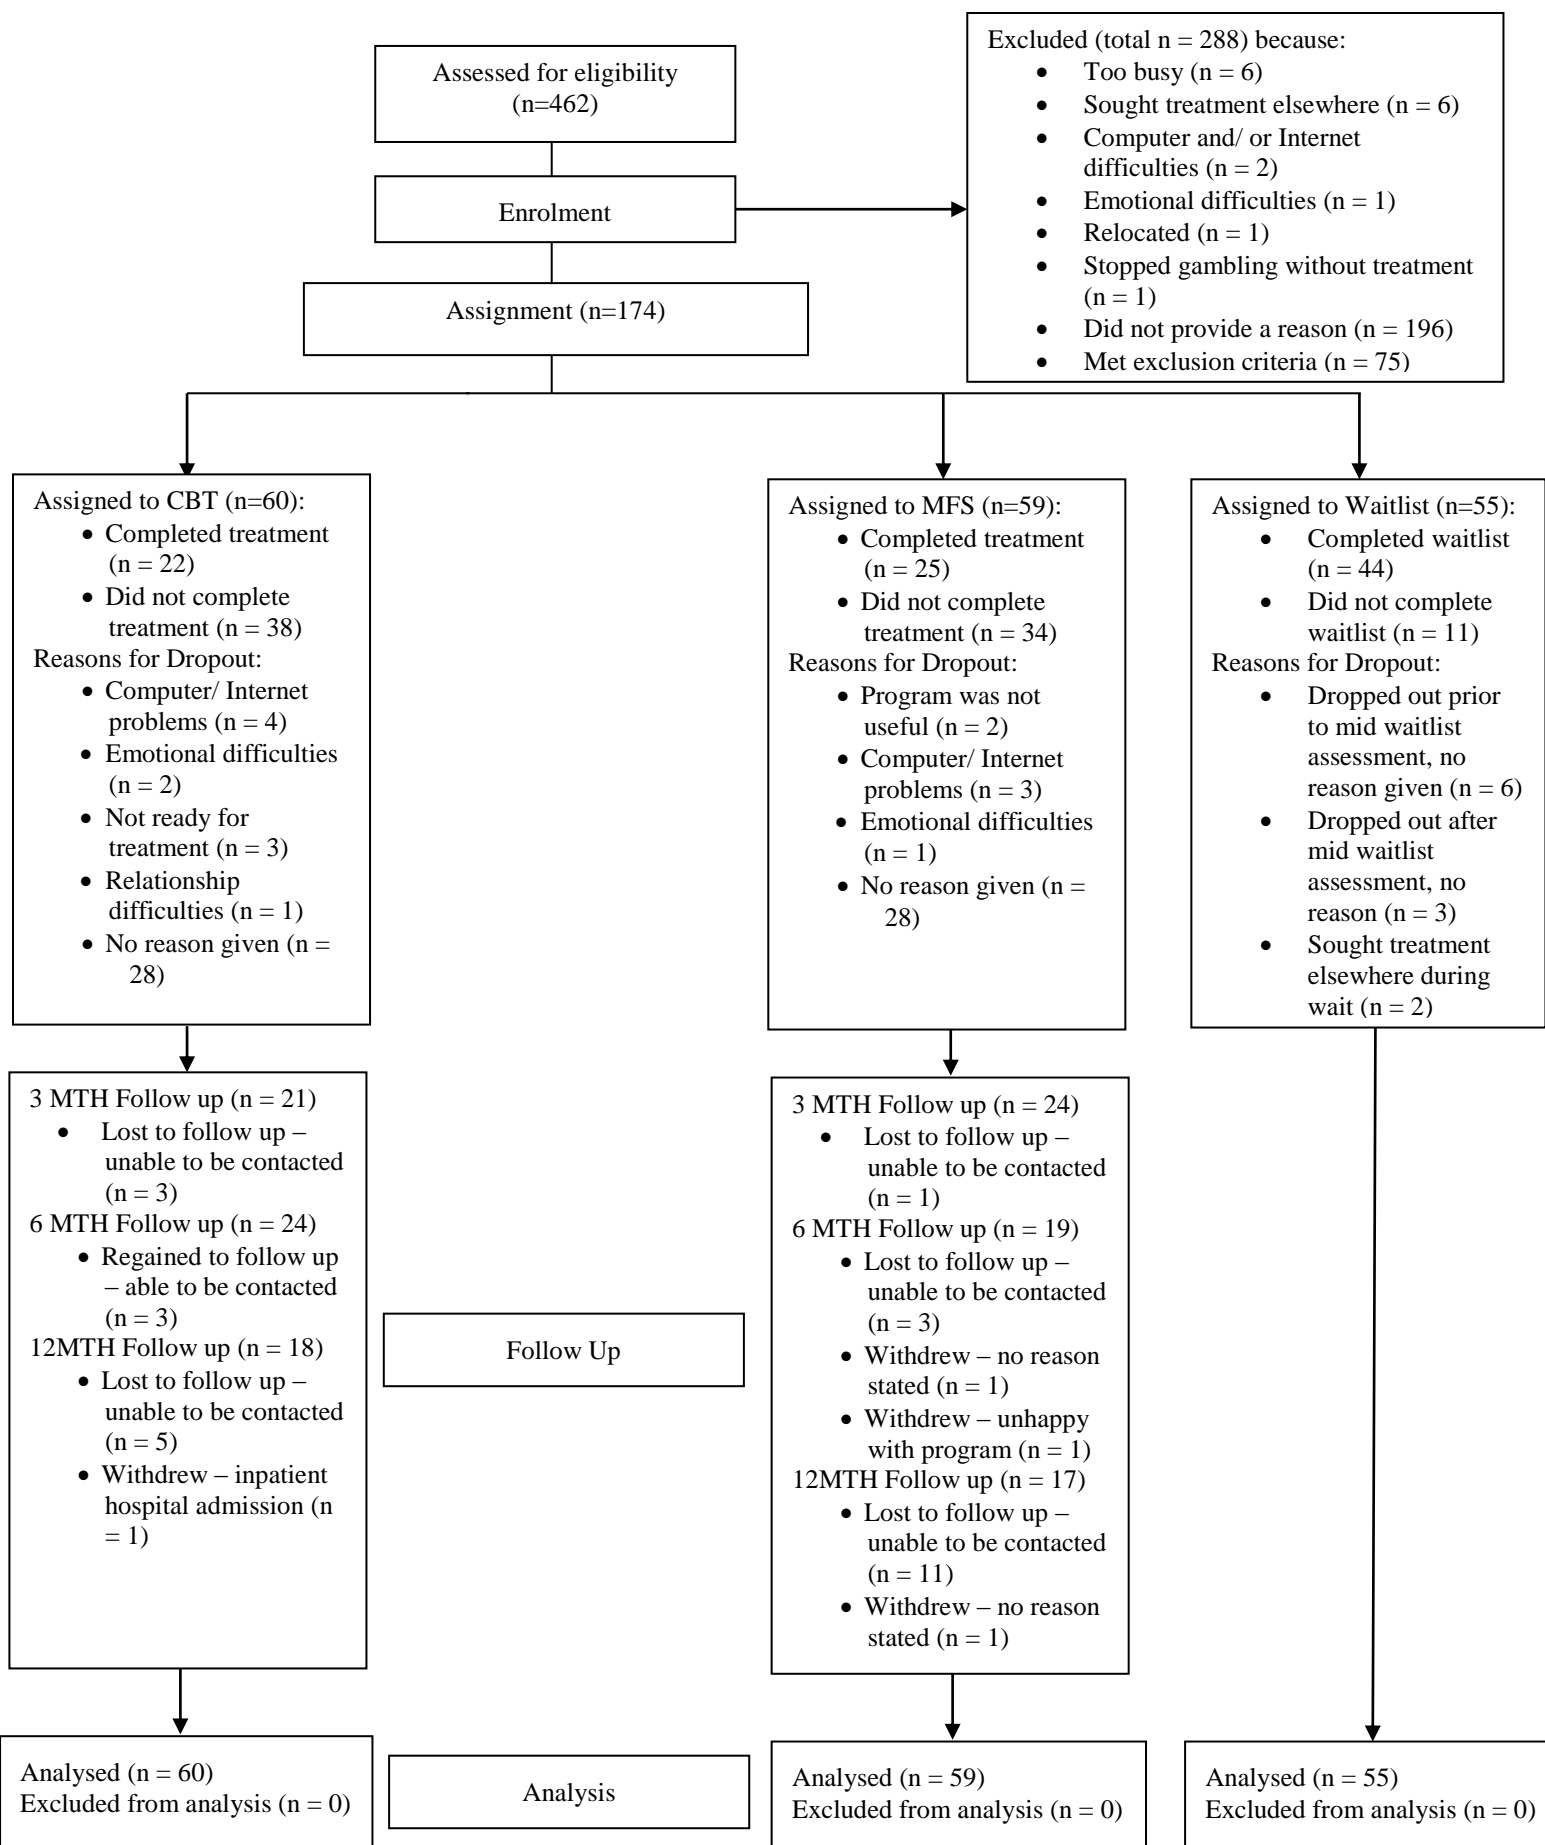 Assessed for eligibility
(n=462)
Excluded (total n = 288) because:
• Too busy (n = 6)
• Sought treatment elsewhere (n = 6)
• Computer and/ or Internet
difficulties (n = 2)
• Emotional difficulties (n = 1)
• Relocated (n = 1)
• Stopped gambling without treatment
(n = 1)
• Did not provide a reason (n = 196)
• Met exclusion criteria (n = 75)
Enrolment
Assignment (n=174)
Assigned to CBT (n=60):
• Completed treatment
(n = 22)
• Did not complete
treatment (n = 38)
Reasons for Dropout:
• Computer/ Internet
problems (n = 4)
• Emotional difficulties
(n = 2)
• Not ready for
treatment (n = 3)
• Relationship
difficulties (n = 1)
• No reason given (n =
28)
Assigned to MFS (n=59):
• Completed treatment
(n = 25)
• Did not complete
treatment (n = 34)
Reasons for Dropout:
• Program was not
useful (n = 2)
• Computer/ Internet
problems (n = 3)
• Emotional difficulties
(n = 1)
• No reason given (n =
28)
Assigned to Waitlist (n=55):
• Completed waitlist
(n = 44)
• Did not complete
waitlist (n = 11)
Reasons for Dropout:
• Dropped out prior
to mid waitlist
assessment, no
reason given (n = 6)
• Dropped out after
mid waitlist
assessment, no
reason (n = 3)
• Sought treatment
elsewhere during
wait (n = 2)
3 MTH Follow up (n = 21)
• Lost to follow up –
unable to be contacted
(n = 3)
6 MTH Follow up (n = 24)
• Regained to follow up
– able to be contacted
(n = 3)
12MTH Follow up (n = 18)
• Lost to follow up –
unable to be contacted
(n = 5)
• Withdrew – inpatient
hospital admission (n
= 1)
Follow Up
3 MTH Follow up (n = 24)
• Lost to follow up –
unable to be contacted
(n = 1)
6 MTH Follow up (n = 19)
• Lost to follow up –
unable to be contacted
(n = 3)
• Withdrew – no reason
stated (n = 1)
• Withdrew – unhappy
with program (n = 1)
12MTH Follow up (n = 17)
• Lost to follow up –
unable to be contacted
(n = 11)
• Withdrew – no reason
stated (n = 1)
Analysed (n = 60)
Excluded from analysis (n = 0)
Analysis
Analysed (n = 59)
Excluded from analysis (n = 0)
Analysed (n = 55)
Excluded from analysis (n = 0)